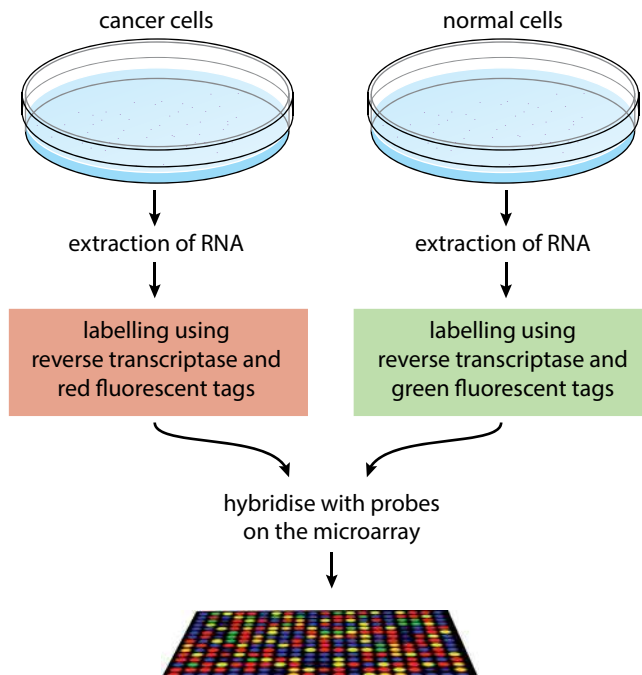 cancer cells
normal cells
extraction of RNA
extraction of RNA
labelling using
reverse transcriptase and
red fluorescent tags
labelling using
reverse transcriptase and
green fluorescent tags
hybridise with probes
on the microarray